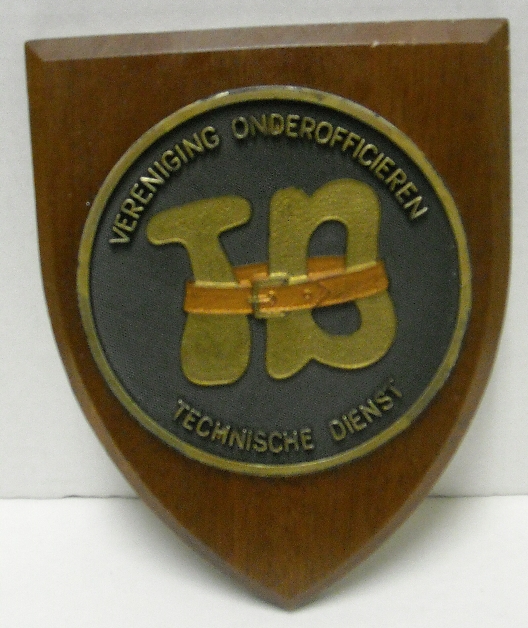 VERENIGING ONDEROFFICIEREN
TD
TECHNISCHE DIENST